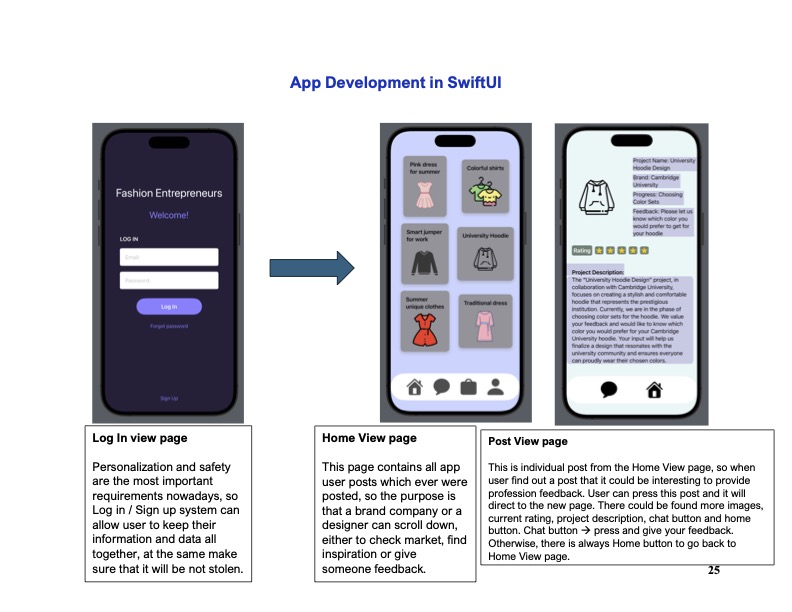 App Development in SwiftUI
Fashion Entrepreneurs
Welcome!
LOG IN
Email
Password
Log in
Forgot password
Sign Up
Pink dress
for summer
Colorful shirts
Smart jumper
for work
University Hoodie
Summer
unique clothes
Traditional dress
Project Name: University
Hoodie Design
Brand: Cambridge
University
Progress: Choosing
Color Sets
Feedback: Please let us
know which color you
would prefer to get for
your hoodie
Rating
Project Description:
The "University Hoodie Design" project, in
collaboration with Cambridge University,
focuses on creating a stylish and comfortable
hoodie that represents the prestigious
institution. Currently, we are in the phase of
choosing color sets for the hoodie. We value
your feedback and would like to know which
color you would prefer for your Cambridge
University hoodie. Your input will help us
finalize a design that resonates with the
university community and ensures everyone
can proudly wear their chosen colors.
Log In view page
Personalization and safety
are the most important
requirements nowadays, so
Log in / Sign up system can
allow user to keep their
information and data all
together, at the same make
sure that it will be not stolen.
Home View page
This page contains all app
user posts which ever were
posted, so the purpose is
that a brand company or a
designer can scroll down,
either to check market, find
inspiration or give
someone feedback.
Post View page
This is individual post from the Home View page, so when
user find out a post that it could be interesting to provide
profession feedback. User can press this post and it will
direct to the new page. There could be found more images,
current rating, project description, chat button and home
button. Chat button → press and give your feedback.
Otherwise, there is always Home button to go back to
Home View page.
25